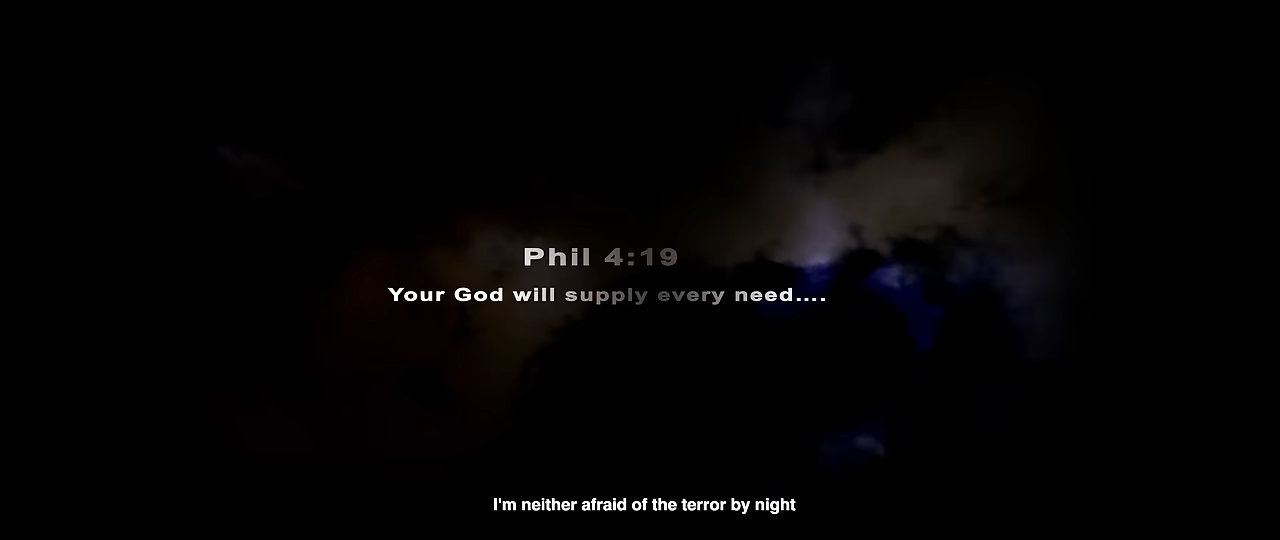 Phil 4:19
Your God will supply every need....
I'm neither afraid of the terror by night